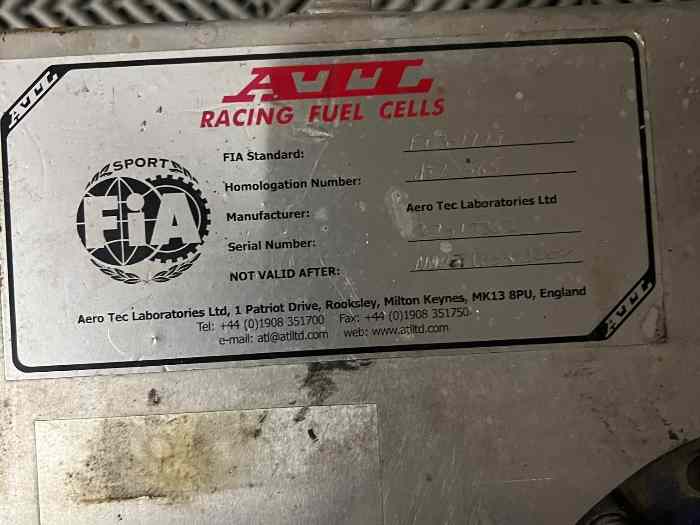 ATL
ATL
RACING FUEL CELLS
SPORT
FiA
FIA Standard:
Homologation Number:
Manufacturer: Aero Tec Laboratories Ltd
Serial Number:
NOT VALID AFTER:
Aero Tec Laboratories Ltd, 1 Patriot Drive, Rooksley, Milton Keynes, MK13 8PU, England
Tel: +44 (0)1908 351700 Fax: +44 (0)1908 351750
e-mail: atl@atlltd.com web: www.atlltd.com
ATL